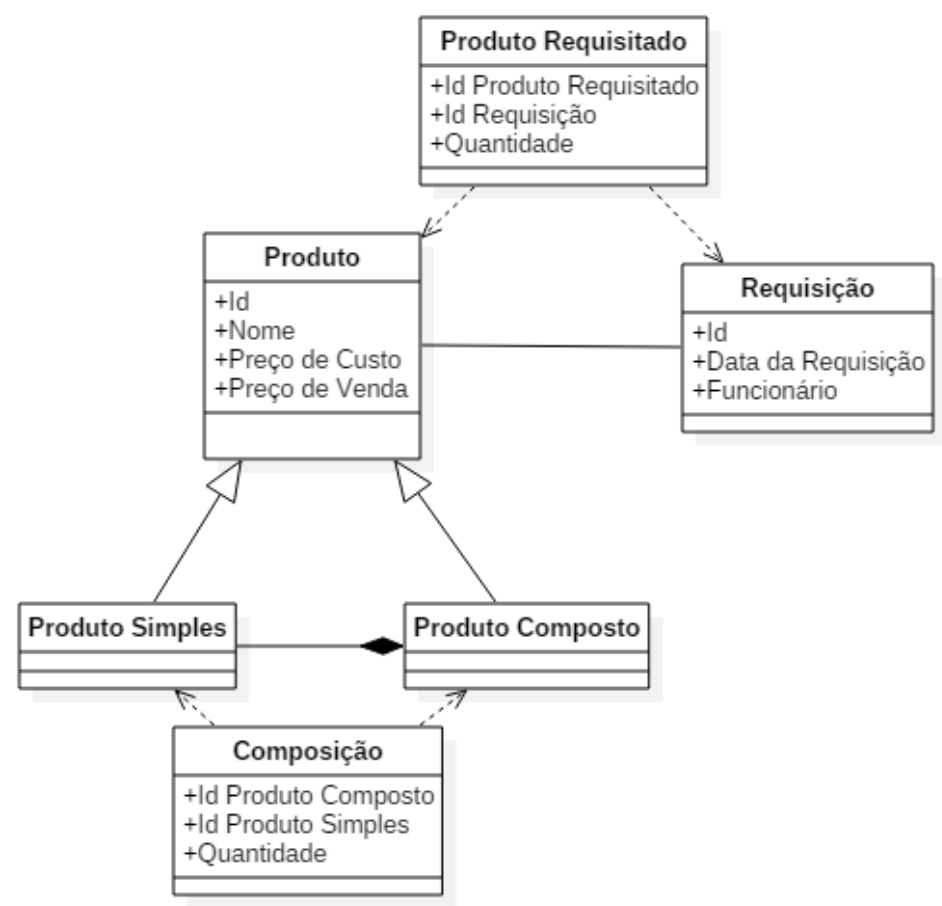 Produto Requisitado
+Id Produto Requisitado
+Id Requisição
+Quantidade
Produto
+Id
+Nome
+Preço de Custo
+Preço de Venda
Requisição
+Id
+Data da Requisição
+Funcionário
Produto Simples
Produto Composto
Composição
+Id Produto Composto
+Id Produto Simples
+Quantidade